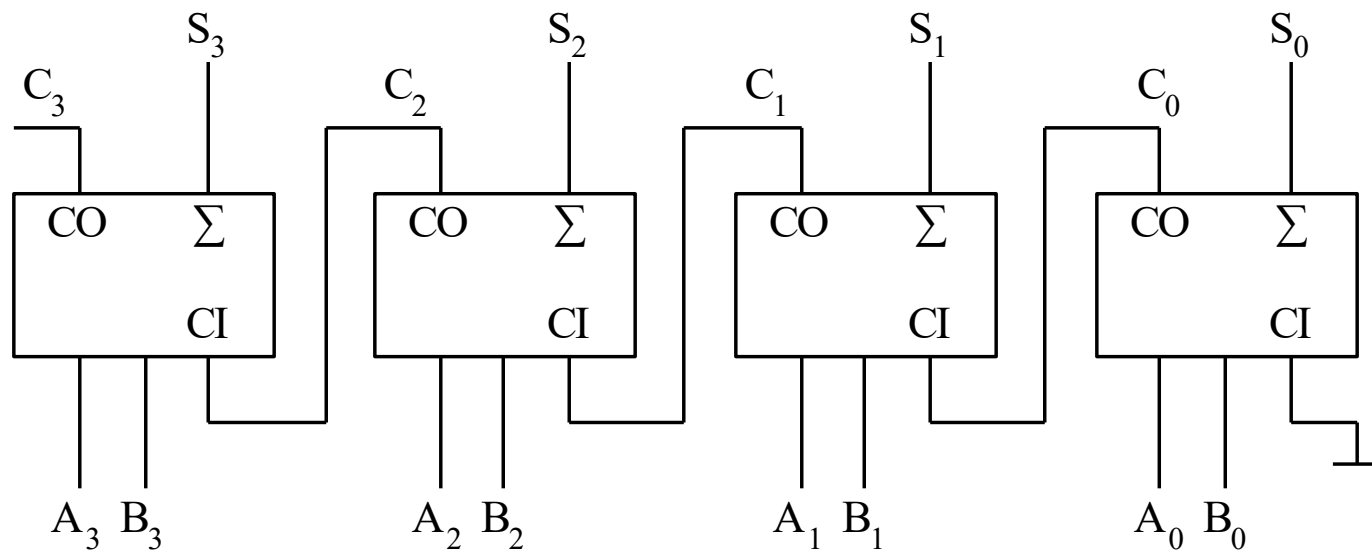 S₃ S₂ S₁ S₀
C₃ C₂ C₁ C₀
CO Σ CO Σ CO Σ CO Σ
CI CI CI CI
A₃ B₃ A₂ B₂ A₁ B₁ A₀ B₀